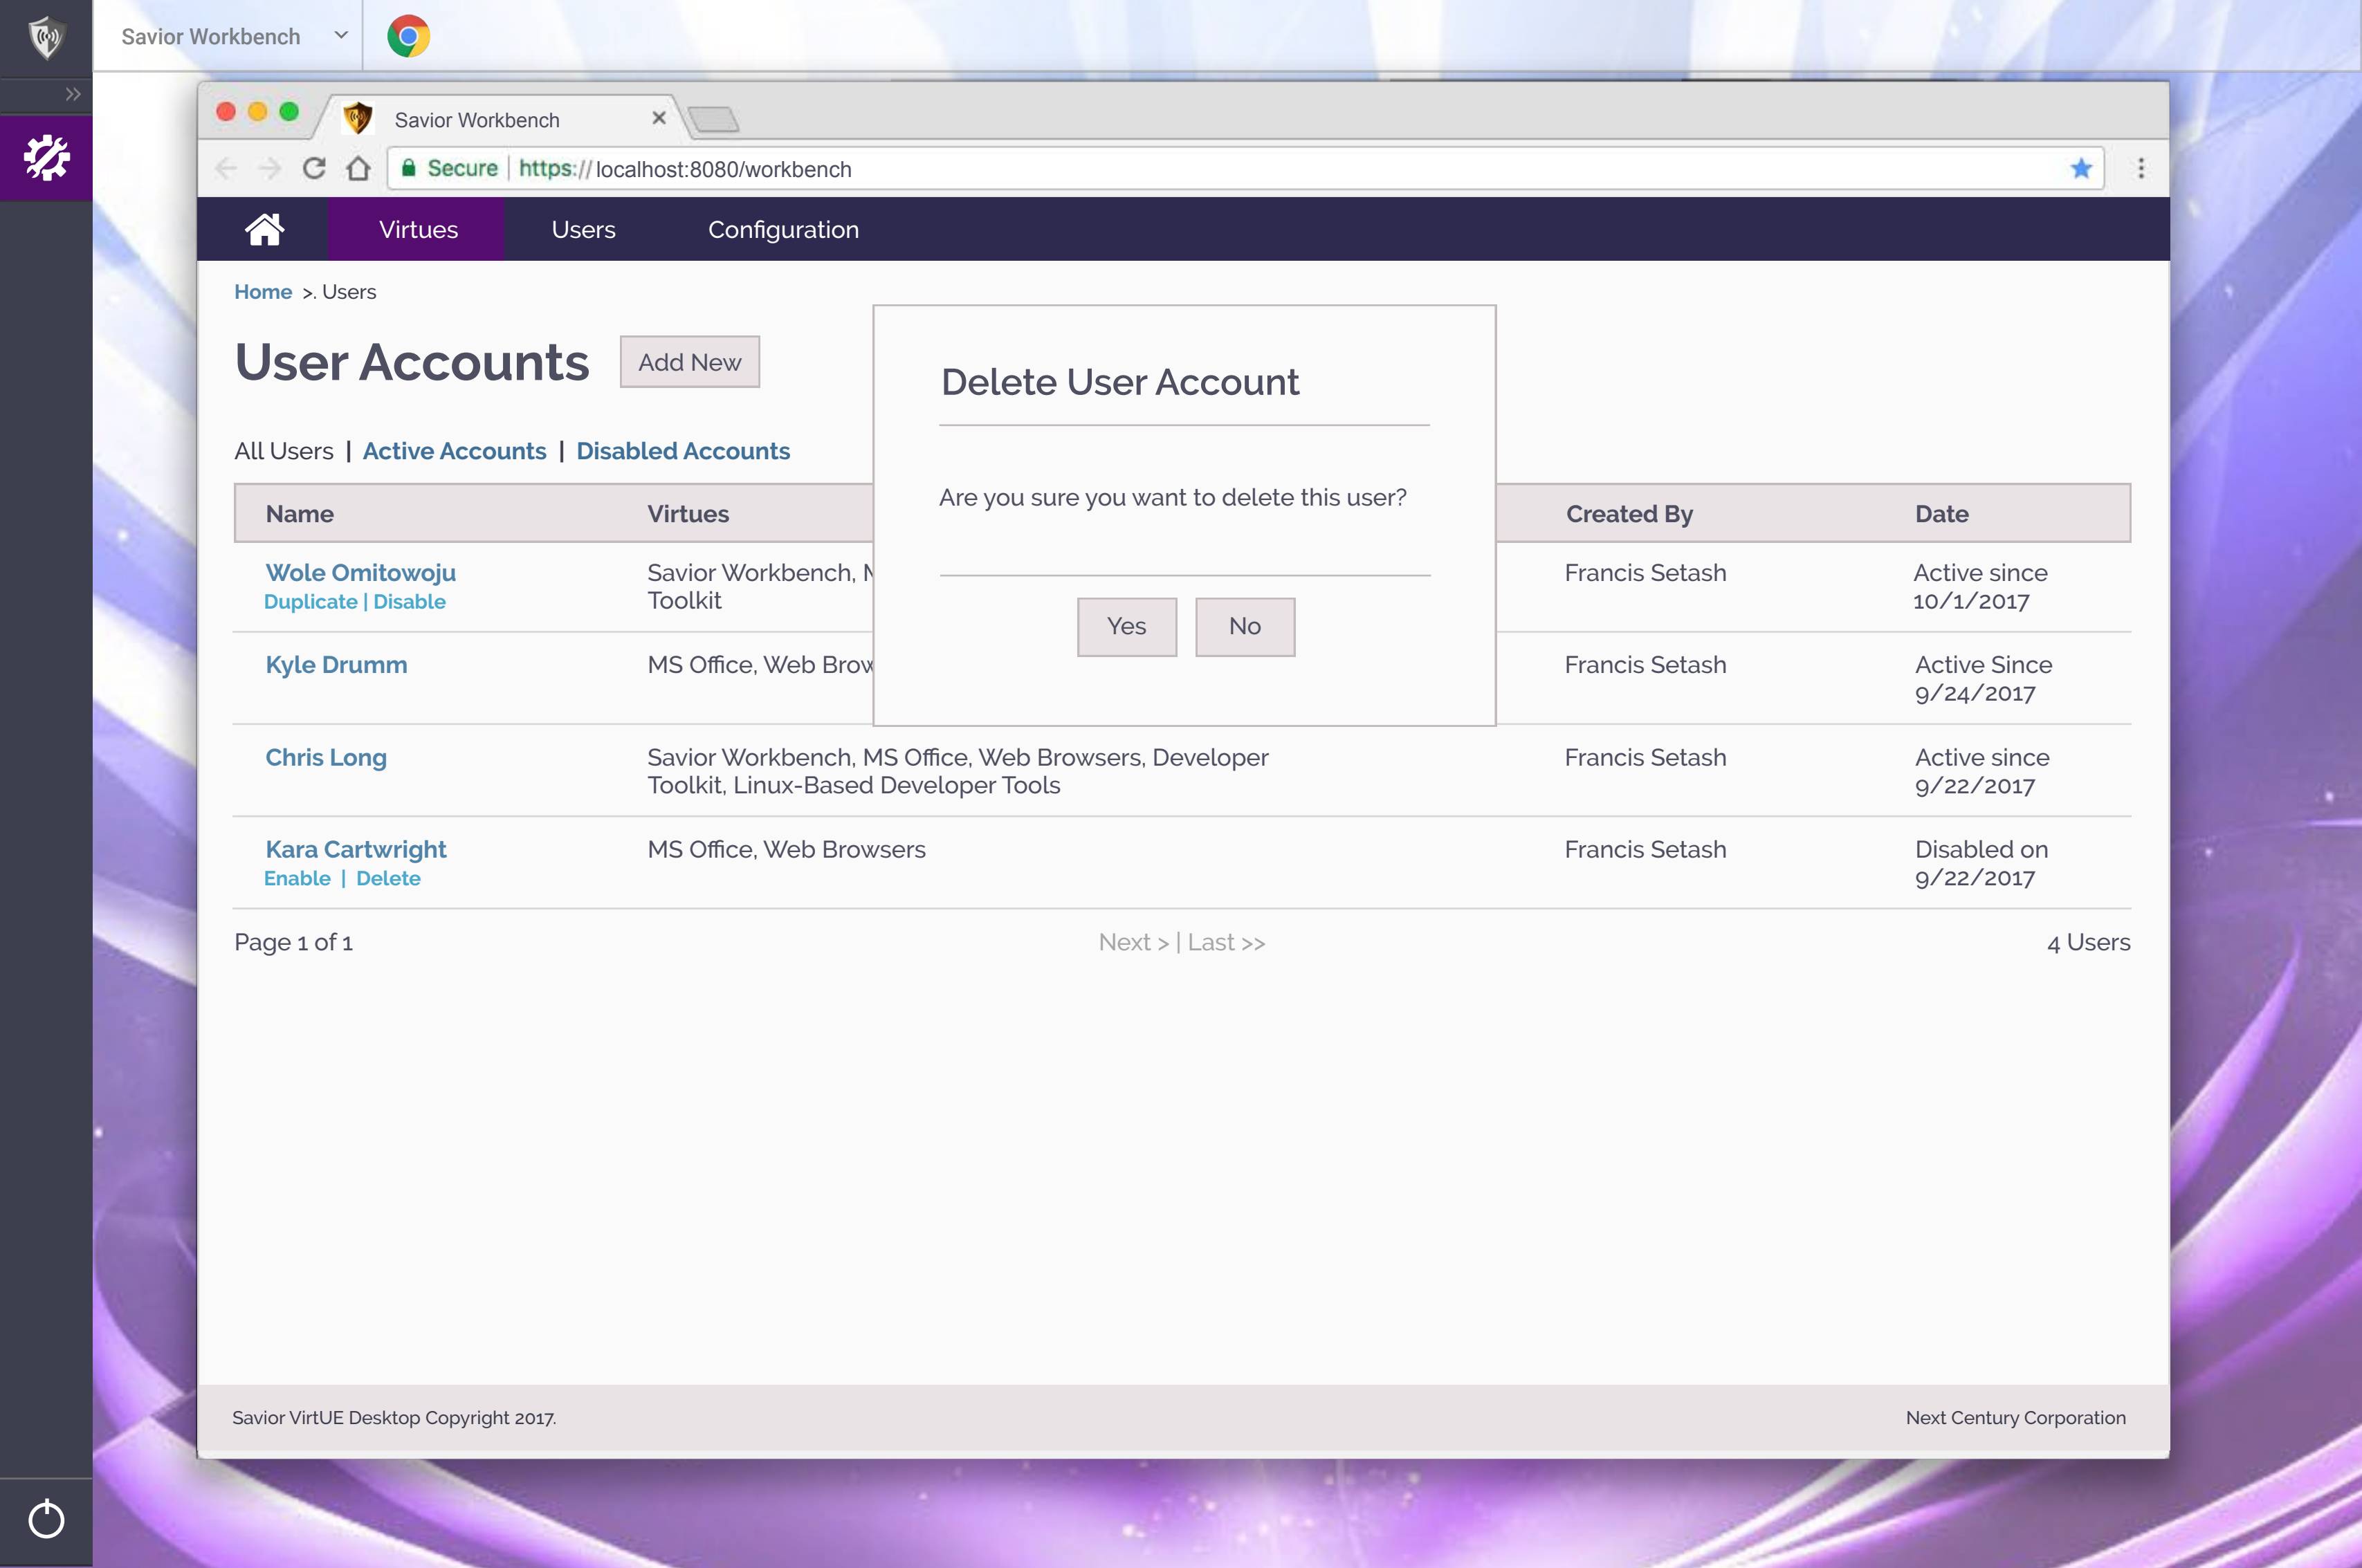 Savior Workbench
Savior Workbench
Secure | https://localhost:8080/workbench
Virtues Users Configuration
Home >. Users
User Accounts Add New
Delete User Account
All Users | Active Accounts | Disabled Accounts
Are you sure you want to delete this user?
Name Virtues Created By Date
Wole Omitowoju Savior Workbench, Francis Setash Active since
Duplicate | Disable Toolkit 10/1/2017
Yes No
Kyle Drumm MS Office, Web Brow Francis Setash Active Since
9/24/2017
Chris Long Savior Workbench, MS Office, Web Browsers, Developer Francis Setash Active since
Toolkit, Linux-Based Developer Tools 9/22/2017
Kara Cartwright MS Office, Web Browsers Francis Setash Disabled on
Enable | Delete 9/22/2017
Page 1 of 1 Next > | Last >> 4 Users
Savior VirtUE Desktop Copyright 2017. Next Century Corporation